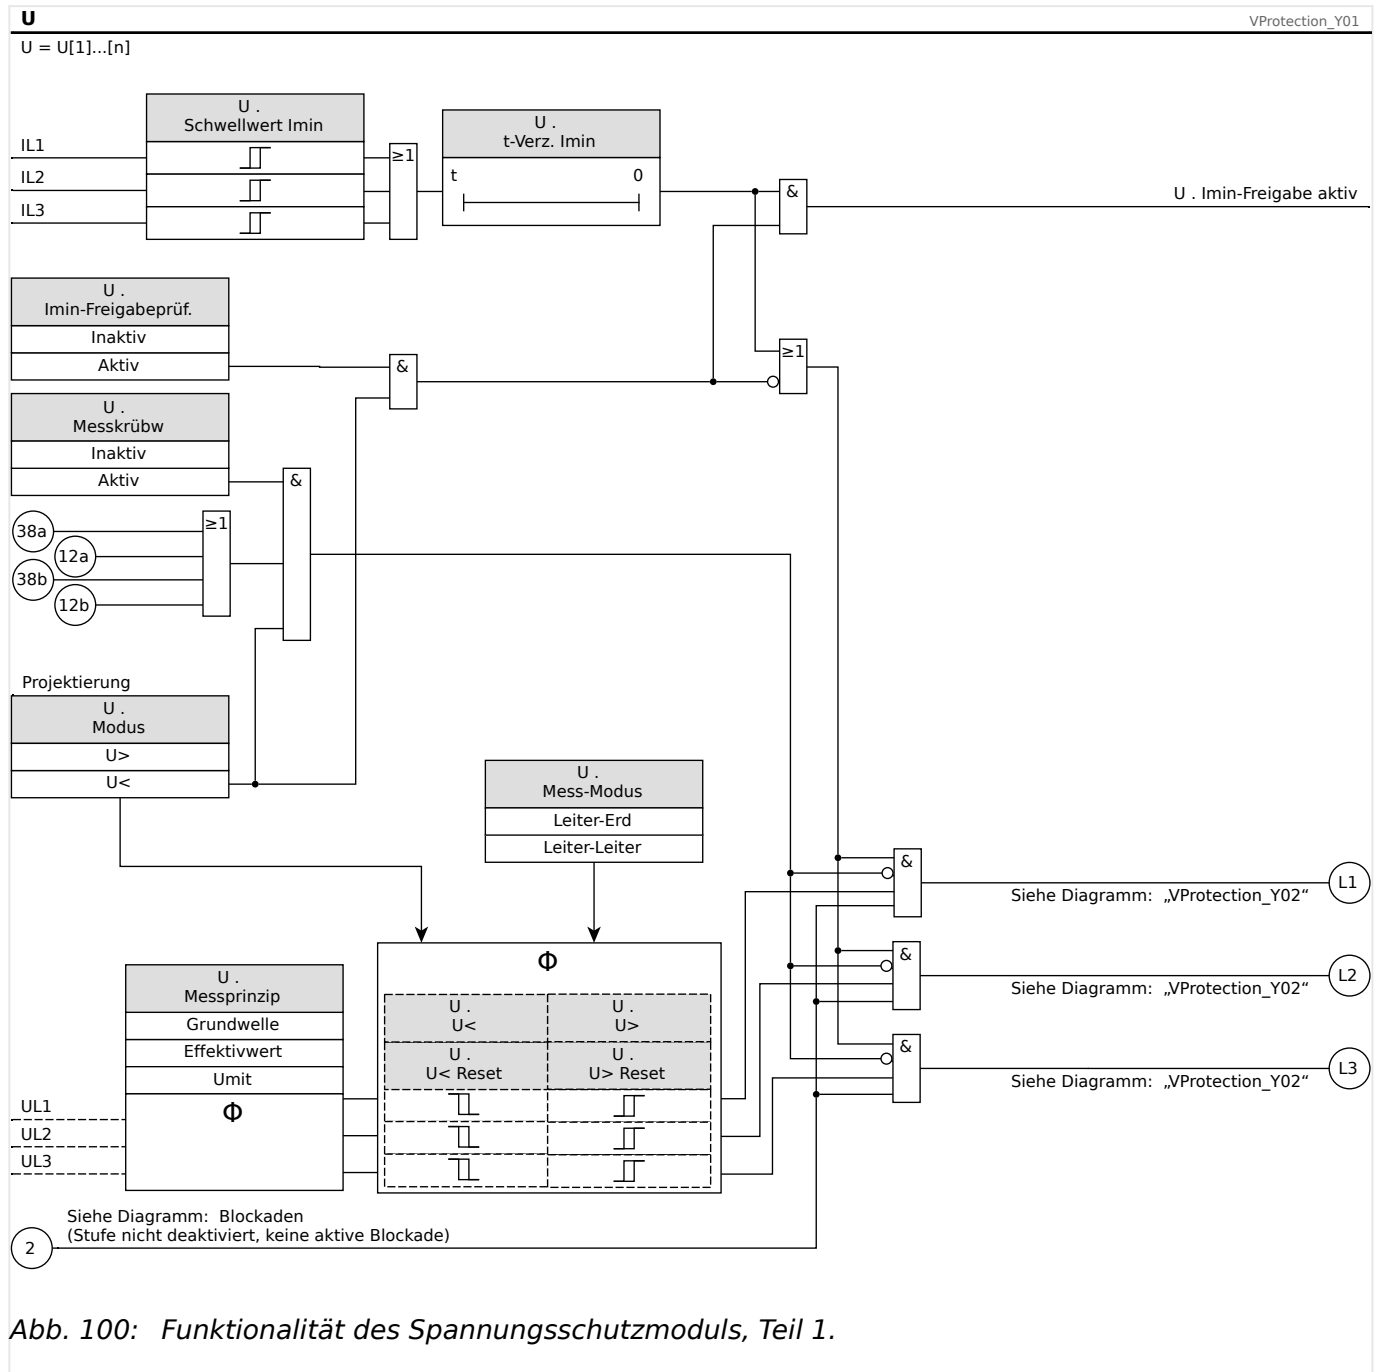 U
VProtection_Y01
U = U[1]...[n]
U .
Schwellwert Imin
IL1
IL2
IL3
≥1
U .
t-Verz. Imin
t
0
&
U . Imin-Freigabe aktiv
U .
Imin-Freigabeprüf.
Inaktiv
Aktiv
&
≥1
U .
Messkrübw
Inaktiv
Aktiv
&
≥1
38a
12a
38b
12b
Projektierung
U .
Modus
U>
U<
U .
Mess-Modus
Leiter-Erd
Leiter-Leiter
&
L1
Siehe Diagramm: „VProtection_Y02“
&
L2
Siehe Diagramm: „VProtection_Y02“
&
L3
Siehe Diagramm: „VProtection_Y02“
Φ
U .
U<
U .
U>
U .
U< Reset
U .
U> Reset
U .
Messprinzip
Grundwelle
Effektivwert
Umit
Φ
UL1
UL2
UL3
Siehe Diagramm: Blockaden
(Stufe nicht deaktiviert, keine aktive Blockade)
2
Abb. 100: Funktionalität des Spannungsschutzmoduls, Teil 1.